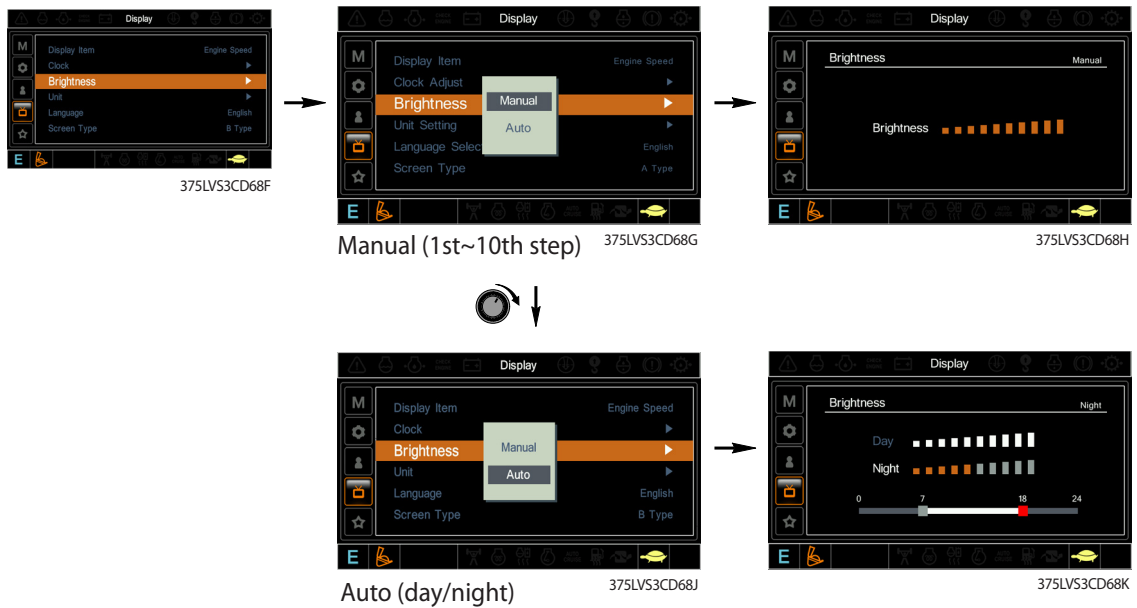 Display
M
Display Item Engine Speed
Clock
Brightness
Unit
Language English
Screen Type B Type
E
375LVS3CD68F
Display
M
Display Item Engine Speed
Clock Adjust
Brightness
Unit Setting
Language Selec English
Screen Type A Type
Manual
Auto
E
Manual (1st~10th step)
375LVS3CD68G
Display
M
Brightness Manual
Brightness
E
375LVS3CD68H
Display
M
Display Item Engine Speed
Clock
Brightness
Unit
Language English
Screen Type B Type
Manual
Auto
E
Auto (day/night)
375LVS3CD68J
Display
M
Brightness Night
Day
Night
0 7 18 24
E
375LVS3CD68K